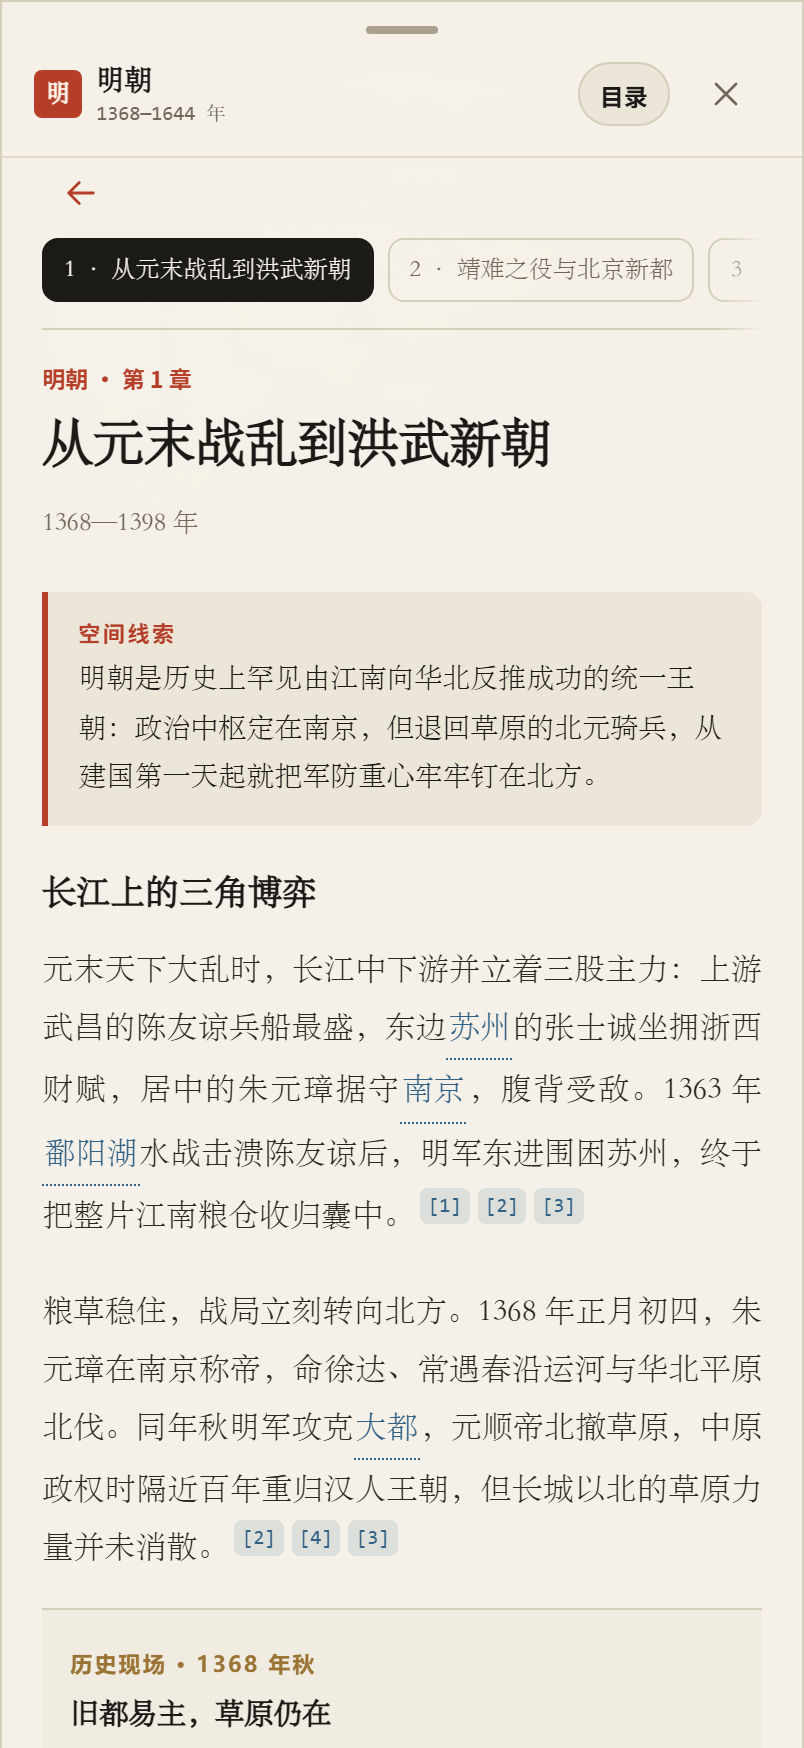 明
明朝
1368–1644 年
目录
1 · 从元末战乱到洪武新朝
2 · 靖难之役与北京新都
3
明朝 · 第 1 章
从元末战乱到洪武新朝
1368—1398 年
空间线索
明朝是历史上罕见由江南向华北反推成功的统一王
朝：政治中枢定在南京，但退回草原的北元骑兵，从
建国第一天起就把军防重心牢牢钉在北方。
长江上的三角博弈
元末天下大乱时，长江中下游并立着三股主力：上游
武昌的陈友谅兵船最盛，东边苏州的张士诚坐拥浙西
财赋，居中的朱元璋据守南京，腹背受敌。1363 年
鄱阳湖水战击溃陈友谅后，明军东进围困苏州，终于
把整片江南粮仓收归囊中。 [1] [2] [3]
粮草稳住，战局立刻转向北方。1368 年正月初四，朱
元璋在南京称帝，命徐达、常遇春沿运河与华北平原
北伐。同年秋明军攻克大都，元顺帝北撤草原，中原
政权时隔近百年重归汉人王朝，但长城以北的草原力
量并未消散。 [2] [4] [3]
历史现场 · 1368 年秋
旧都易主，草原仍在